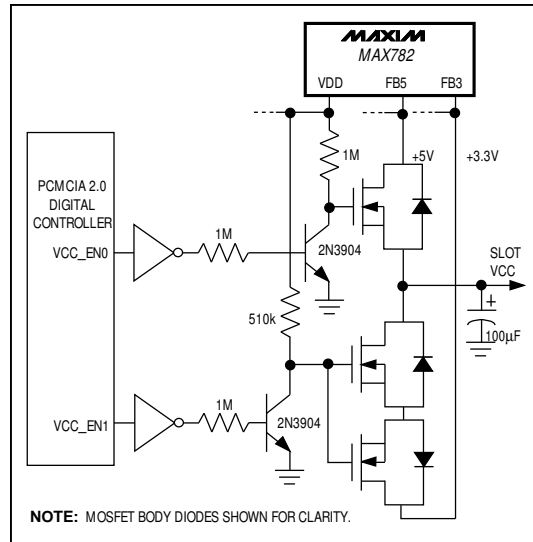 MAXIM
MAX782
VDD FB5 FB3
1M
+5V
+3.3V
PCMCIA 2.0
DIGITAL
CONTROLLER
VCC_EN0
1M
2N3904
SLOT
VCC
+
100µF
510k
VCC_EN1
1M
2N3904
NOTE: MOSFET BODY DIODES SHOWN FOR CLARITY.